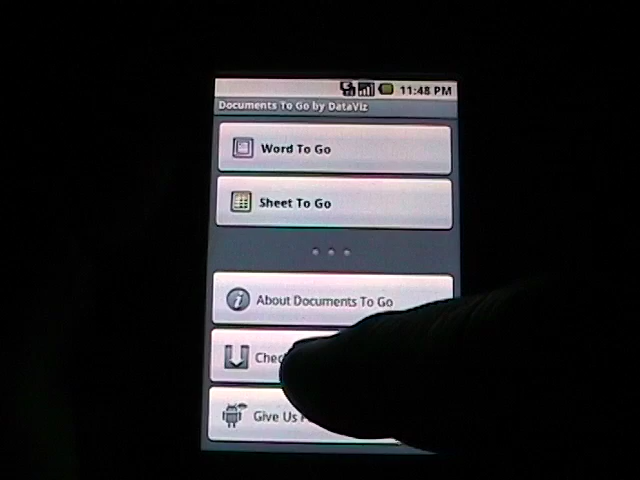 11:48 PM
Documents To Go by DataViz
Word To Go
Sheet To Go
About Documents To Go
Give Us